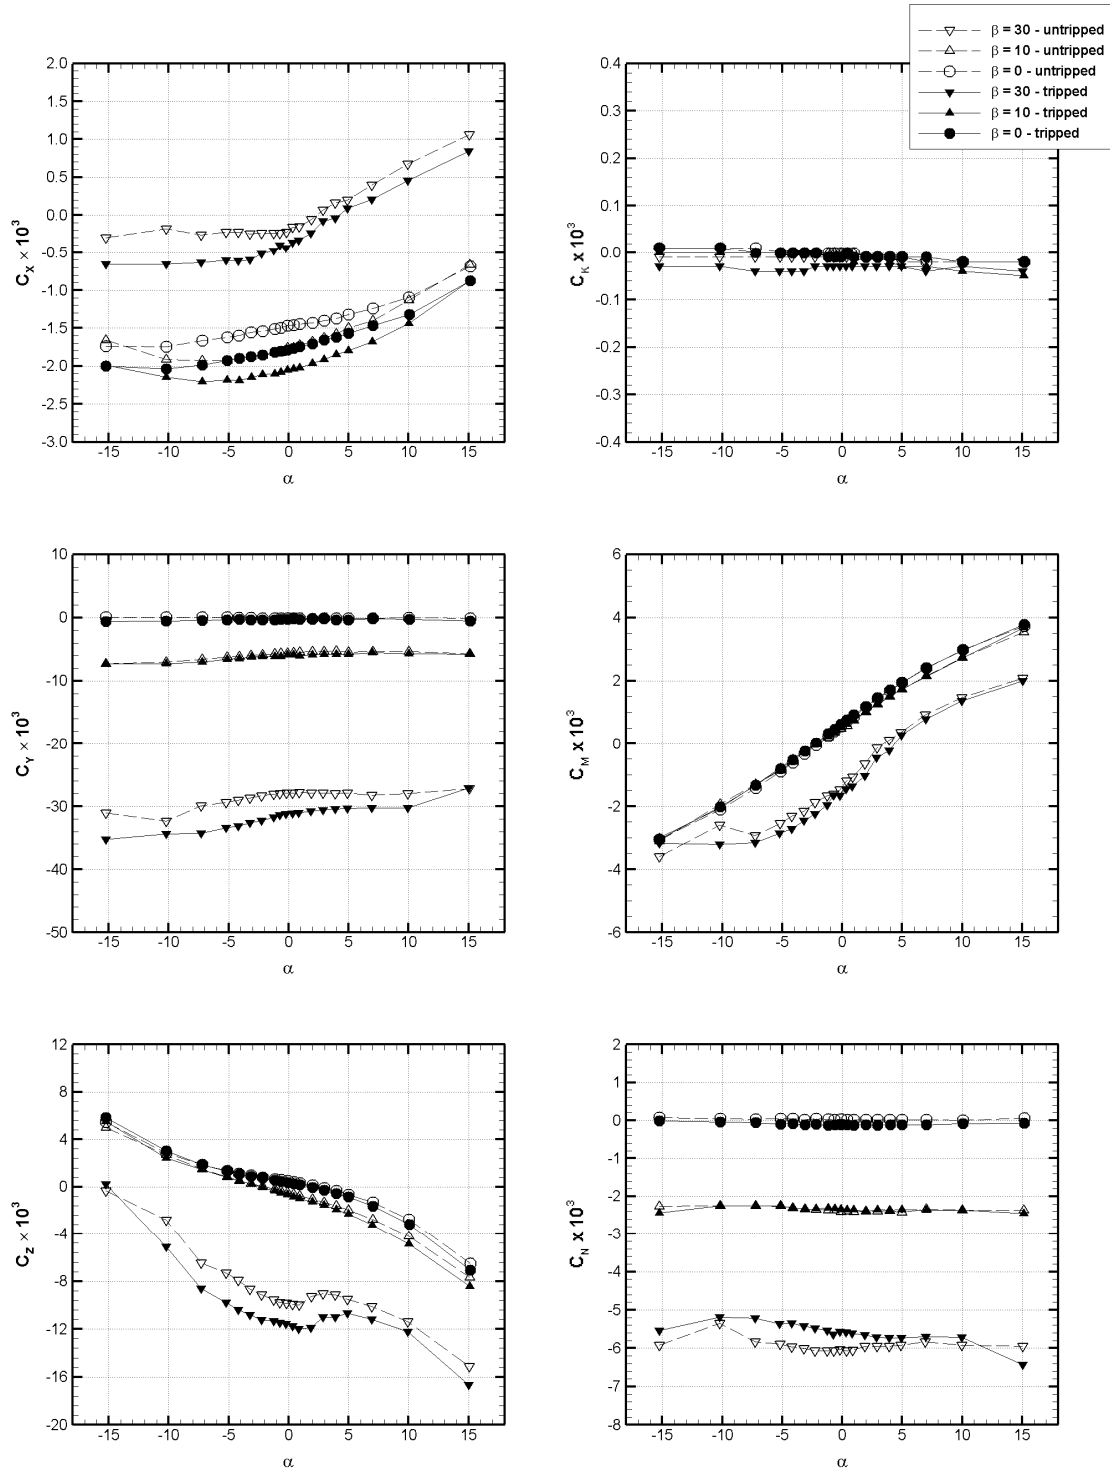 β = 30 - untripped
β = 10 - untripped
β = 0 - untripped
β = 30 - tripped
β = 10 - tripped
β = 0 - tripped
2.0
1.5
1.0
0.5
0.0
-0.5
-1.0
-1.5
-2.0
-2.5
-3.0
C_X × 10^3
-15 -10 -5 0 5 10 15
α
0.4
0.3
0.2
0.1
0.0
-0.1
-0.2
-0.3
-0.4
C_K x 10^3
-15 -10 -5 0 5 10 15
α
10
0
-10
-20
-30
-40
-50
C_Y × 10^3
-15 -10 -5 0 5 10 15
α
6
4
2
0
-2
-4
-6
C_M x 10^3
-15 -10 -5 0 5 10 15
α
12
8
4
0
-4
-8
-12
-16
-20
C_Z × 10^3
-15 -10 -5 0 5 10 15
α
2
1
0
-1
-2
-3
-4
-5
-6
-7
-8
C_N x 10^3
-15 -10 -5 0 5 10 15
α